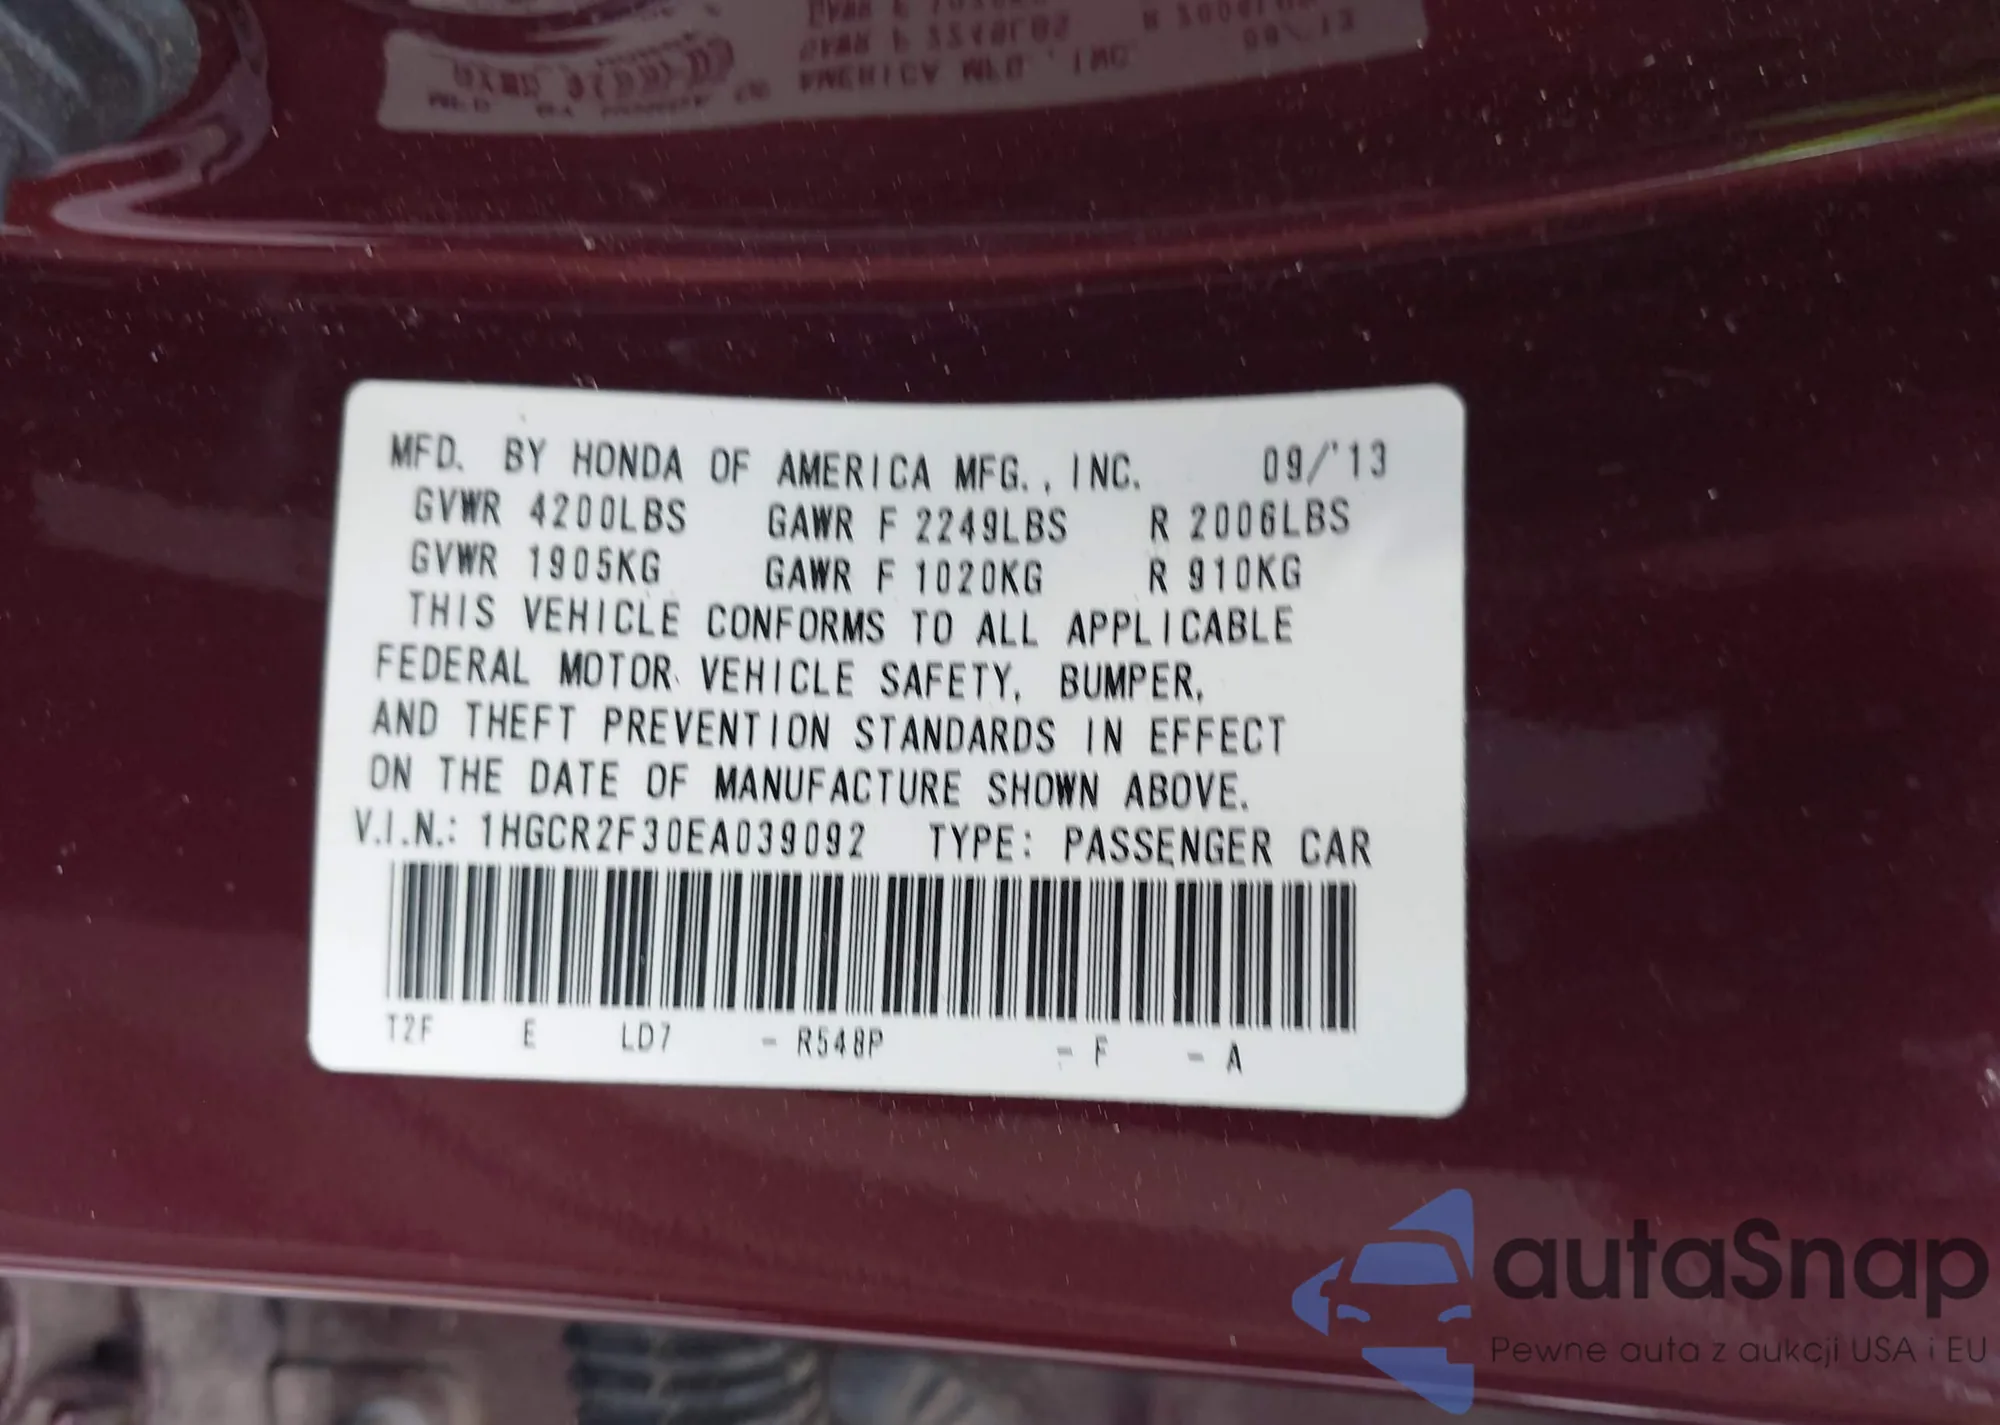 MFD. BY HONDA OF AMERICA MFG., INC. 09/'13
GVWR 4200LBS GAWR F 2249LBS R 2006LBS
GVWR 1905KG GAWR F 1020KG R 910KG
THIS VEHICLE CONFORMS TO ALL APPLICABLE
FEDERAL MOTOR VEHICLE SAFETY, BUMPER,
AND THEFT PREVENTION STANDARDS IN EFFECT
ON THE DATE OF MANUFACTURE SHOWN ABOVE.
V.I.N.: 1HGCR2F30EA039092 TYPE: PASSENGER CAR
T2F E LD7 - R548P - F - A
autaSnap
Pewne auta z aukcji USA i EU